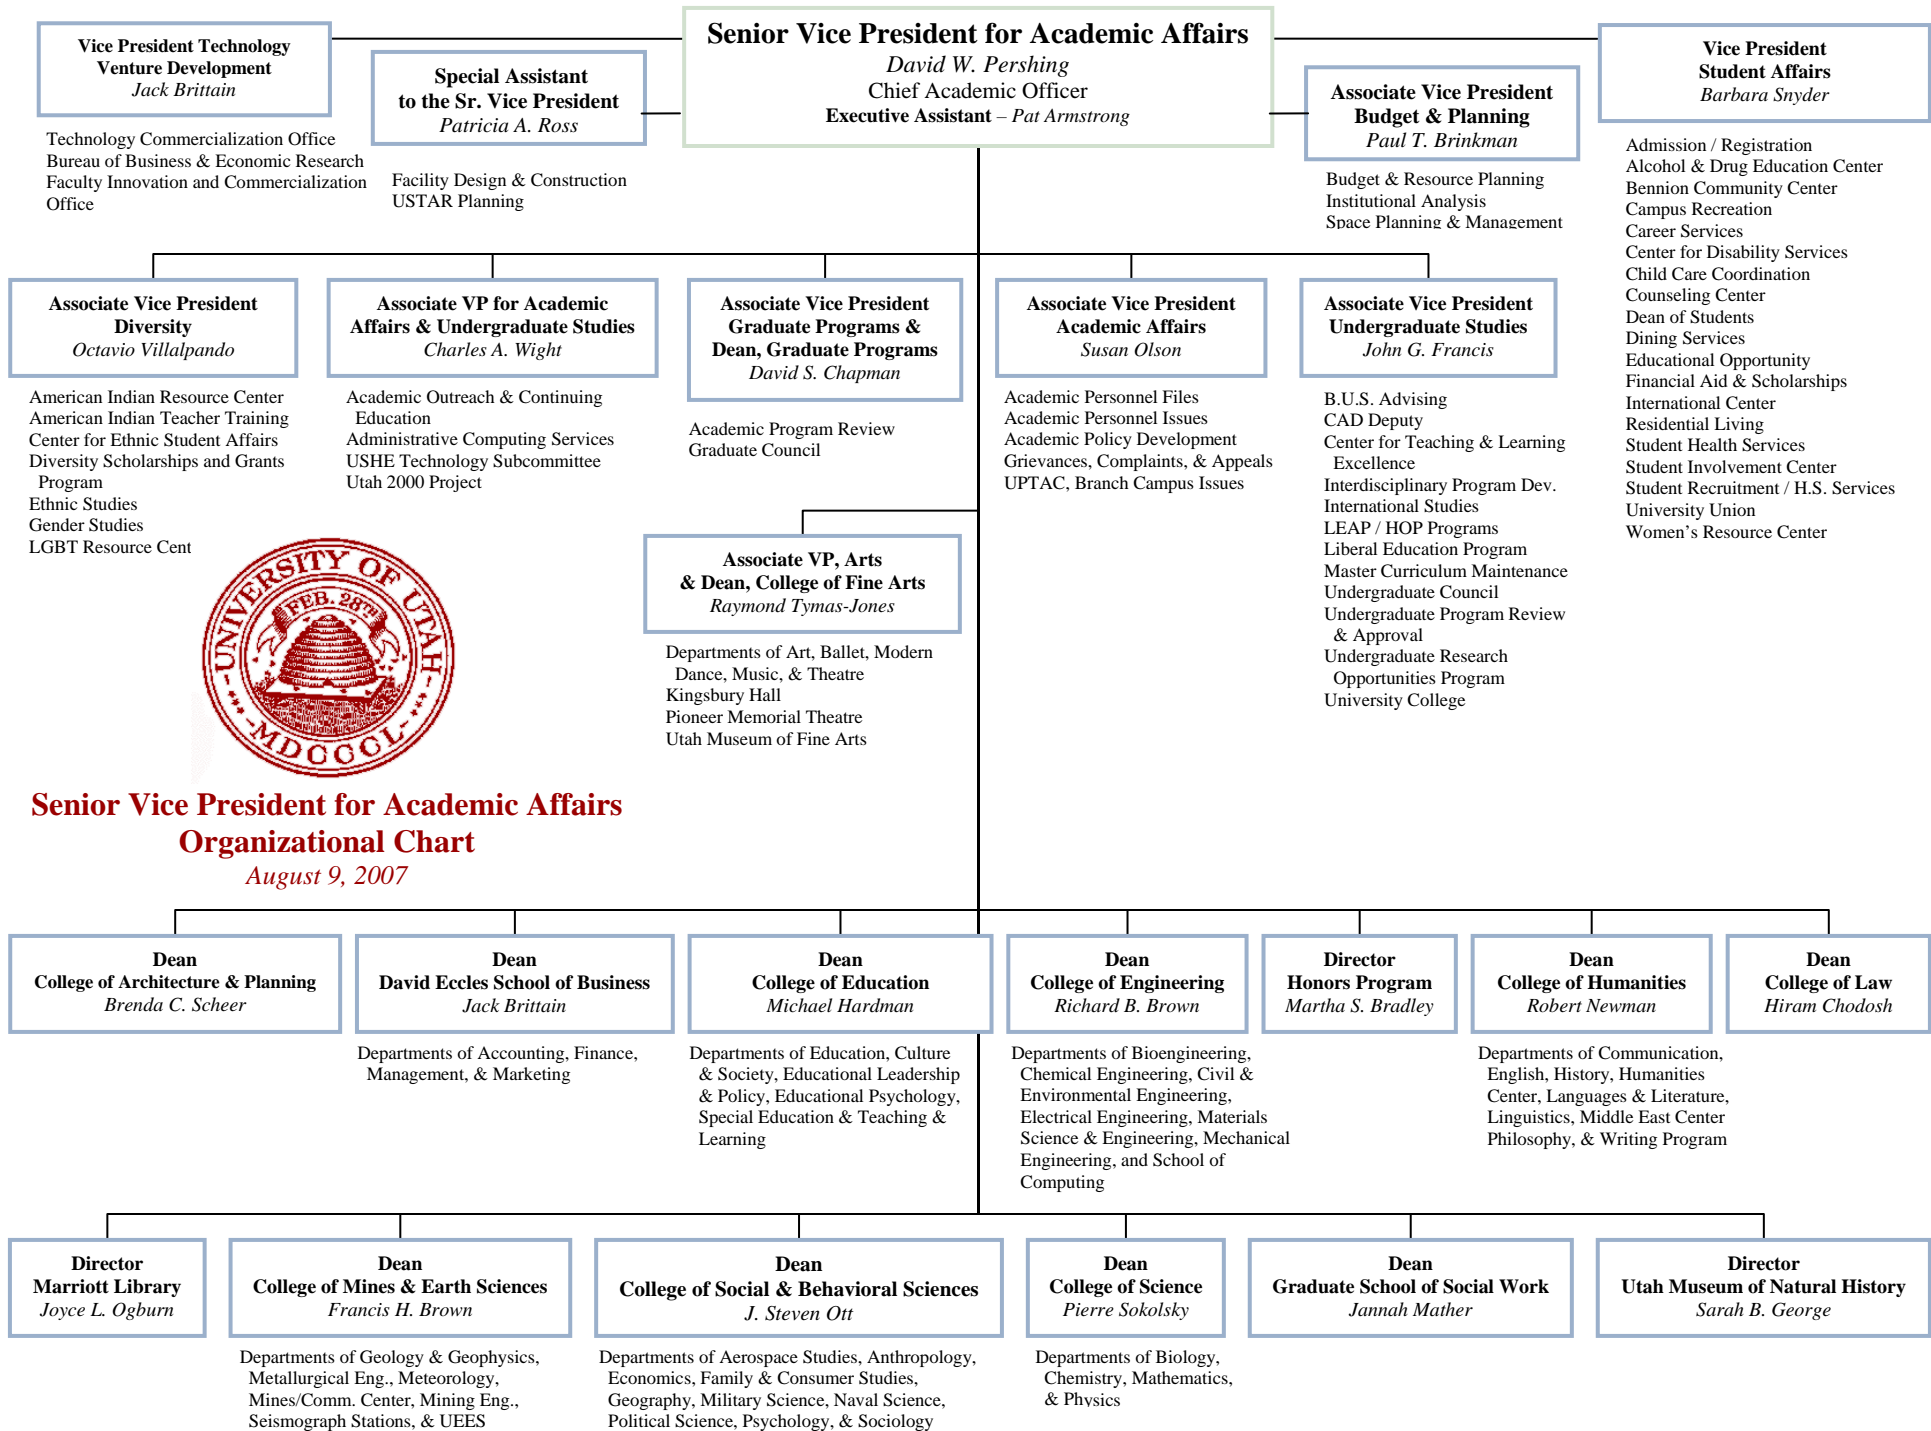 Vice President Technology
Venture Development
Jack Brittain
Technology Commercialization Office
Bureau of Business & Economic Research
Faculty Innovation and Commercialization
Office
Special Assistant
to the Sr. Vice President
Patricia A. Ross
Facility Design & Construction
USTAR Planning
Senior Vice President for Academic Affairs
David W. Pershing
Chief Academic Officer
Executive Assistant – Pat Armstrong
Associate Vice President
Budget & Planning
Paul T. Brinkman
Budget & Resource Planning
Institutional Analysis
Space Planning & Management
Vice President
Student Affairs
Barbara Snyder
Admission / Registration
Alcohol & Drug Education Center
Bennion Community Center
Campus Recreation
Career Services
Center for Disability Services
Child Care Coordination
Counseling Center
Dean of Students
Dining Services
Educational Opportunity
Financial Aid & Scholarships
International Center
Residential Living
Student Health Services
Student Involvement Center
Student Recruitment / H.S. Services
University Union
Women's Resource Center
Associate Vice President
Diversity
Octavio Villalpando
American Indian Resource Center
American Indian Teacher Training
Center for Ethnic Student Affairs
Diversity Scholarships and Grants
Program
Ethnic Studies
Gender Studies
LGBT Resource Cent
Associate VP for Academic
Affairs & Undergraduate Studies
Charles A. Wight
Academic Outreach & Continuing
Education
Administrative Computing Services
USHE Technology Subcommittee
Utah 2000 Project
Associate Vice President
Graduate Programs &
Dean, Graduate Programs
David S. Chapman
Academic Program Review
Graduate Council
Associate Vice President
Academic Affairs
Susan Olson
Academic Personnel Files
Academic Personnel Issues
Academic Policy Development
Grievances, Complaints, & Appeals
UPTAC, Branch Campus Issues
Associate Vice President
Undergraduate Studies
John G. Francis
B.U.S. Advising
CAD Deputy
Center for Teaching & Learning
Excellence
Interdisciplinary Program Dev.
International Studies
LEAP / HOP Programs
Liberal Education Program
Master Curriculum Maintenance
Undergraduate Council
Undergraduate Program Review
& Approval
Undergraduate Research
Opportunities Program
University College
Associate VP, Arts
& Dean, College of Fine Arts
Raymond Tymas-Jones
Departments of Art, Ballet, Modern
Dance, Music, & Theatre
Kingsbury Hall
Pioneer Memorial Theatre
Utah Museum of Fine Arts
UNIVERSITY OF UTAH
FEB. 28TH
MDCCCL
Senior Vice President for Academic Affairs
Organizational Chart
August 9, 2007
Dean
College of Architecture & Planning
Brenda C. Scheer
Dean
David Eccles School of Business
Jack Brittain
Departments of Accounting, Finance,
Management, & Marketing
Dean
College of Education
Michael Hardman
Departments of Education, Culture
& Society, Educational Leadership
& Policy, Educational Psychology,
Special Education & Teaching &
Learning
Dean
College of Engineering
Richard B. Brown
Departments of Bioengineering,
Chemical Engineering, Civil &
Environmental Engineering,
Electrical Engineering, Materials
Science & Engineering, Mechanical
Engineering, and School of
Computing
Director
Honors Program
Martha S. Bradley
Dean
College of Humanities
Robert Newman
Departments of Communication,
English, History, Humanities
Center, Languages & Literature,
Linguistics, Middle East Center
Philosophy, & Writing Program
Dean
College of Law
Hiram Chodosh
Director
Marriott Library
Joyce L. Ogburn
Dean
College of Mines & Earth Sciences
Francis H. Brown
Departments of Geology & Geophysics,
Metallurgical Eng., Meteorology,
Mines/Comm. Center, Mining Eng.,
Seismograph Stations, & UEES
Dean
College of Social & Behavioral Sciences
J. Steven Ott
Departments of Aerospace Studies, Anthropology,
Economics, Family & Consumer Studies,
Geography, Military Science, Naval Science,
Political Science, Psychology, & Sociology
Dean
College of Science
Pierre Sokolsky
Departments of Biology,
Chemistry, Mathematics,
& Physics
Dean
Graduate School of Social Work
Jannah Mather
Director
Utah Museum of Natural History
Sarah B. George